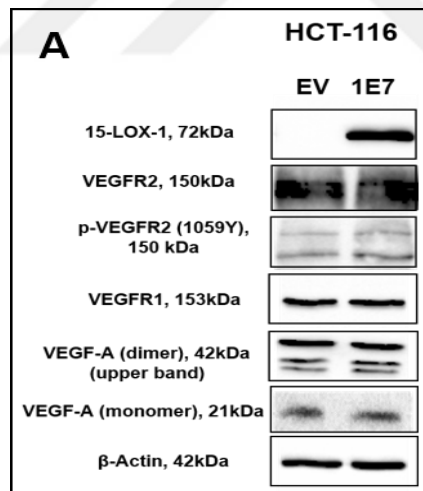 A
HCT-116
EV 1E7
15-LOX-1, 72kDa
VEGFR2, 150kDa
p-VEGFR2 (1059Y),
150 kDa
VEGFR1, 153kDa
VEGF-A (dimer), 42kDa
(upper band)
VEGF-A (monomer), 21kDa
β-Actin, 42kDa